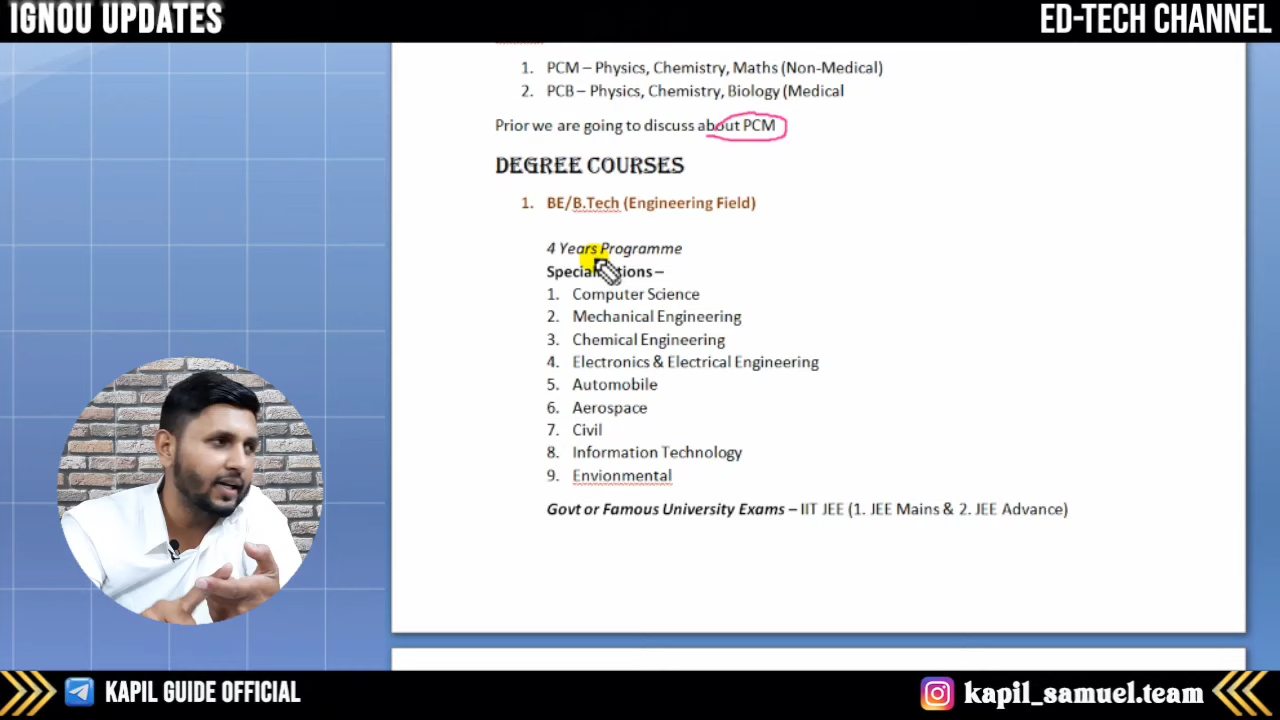 IGNOU UPDATES
ED-TECH CHANNEL
1. PCM – Physics, Chemistry, Maths (Non-Medical)
2. PCB – Physics, Chemistry, Biology (Medical
Prior we are going to discuss about PCM
DEGREE COURSES
1. BE/B.Tech (Engineering Field)
4 Years Programme
1. Computer Science
2. Mechanical Engineering
3. Chemical Engineering
4. Electronics & Electrical Engineering
5. Automobile
6. Aerospace
7. Civil
8. Information Technology
9. Envionmental
Govt or Famous University Exams – IIT JEE (1. JEE Mains & 2. JEE Advance)
KAPIL GUIDE OFFICIAL
kapil_samuel.team